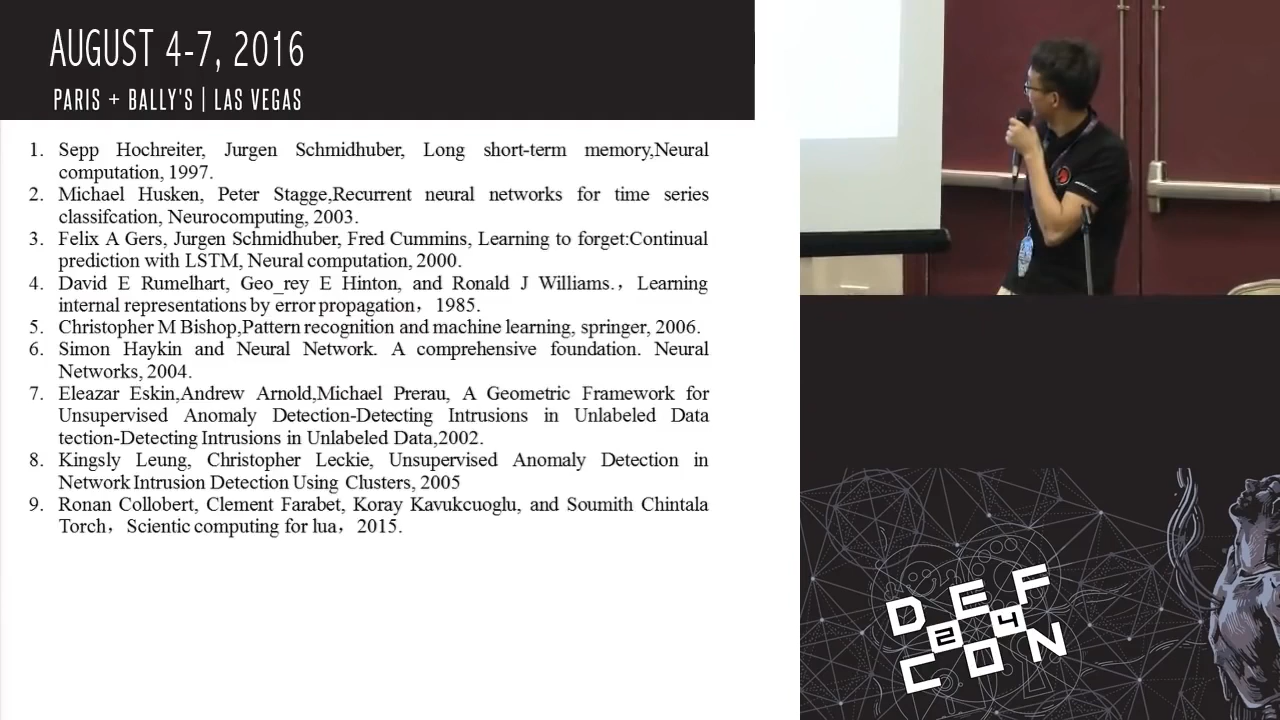 AUGUST 4-7, 2016
PARIS + BALLY'S | LAS VEGAS
1. Sepp Hochreiter, Jurgen Schmidhuber, Long short-term memory,Neural
computation, 1997.
2. Michael Husken, Peter Stagge,Recurrent neural networks for time series
classifcation, Neurocomputing, 2003.
3. Felix A Gers, Jurgen Schmidhuber, Fred Cummins, Learning to forget:Continual
prediction with LSTM, Neural computation, 2000.
4. David E Rumelhart, Geo_rey E Hinton, and Ronald J Williams.，Learning
internal representations by error propagation，1985.
5. Christopher M Bishop,Pattern recognition and machine learning, springer, 2006.
6. Simon Haykin and Neural Network. A comprehensive foundation. Neural
Networks, 2004.
7. Eleazar Eskin,Andrew Arnold,Michael Prerau, A Geometric Framework for
Unsupervised Anomaly Detection-Detecting Intrusions in Unlabeled Data
tection-Detecting Intrusions in Unlabeled Data,2002.
8. Kingsly Leung, Christopher Leckie, Unsupervised Anomaly Detection in
Network Intrusion Detection Using Clusters, 2005
9. Ronan Collobert, Clement Farabet, Koray Kavukcuoglu, and Soumith Chintala
Torch，Scientic computing for lua，2015.
DEF
24
CON